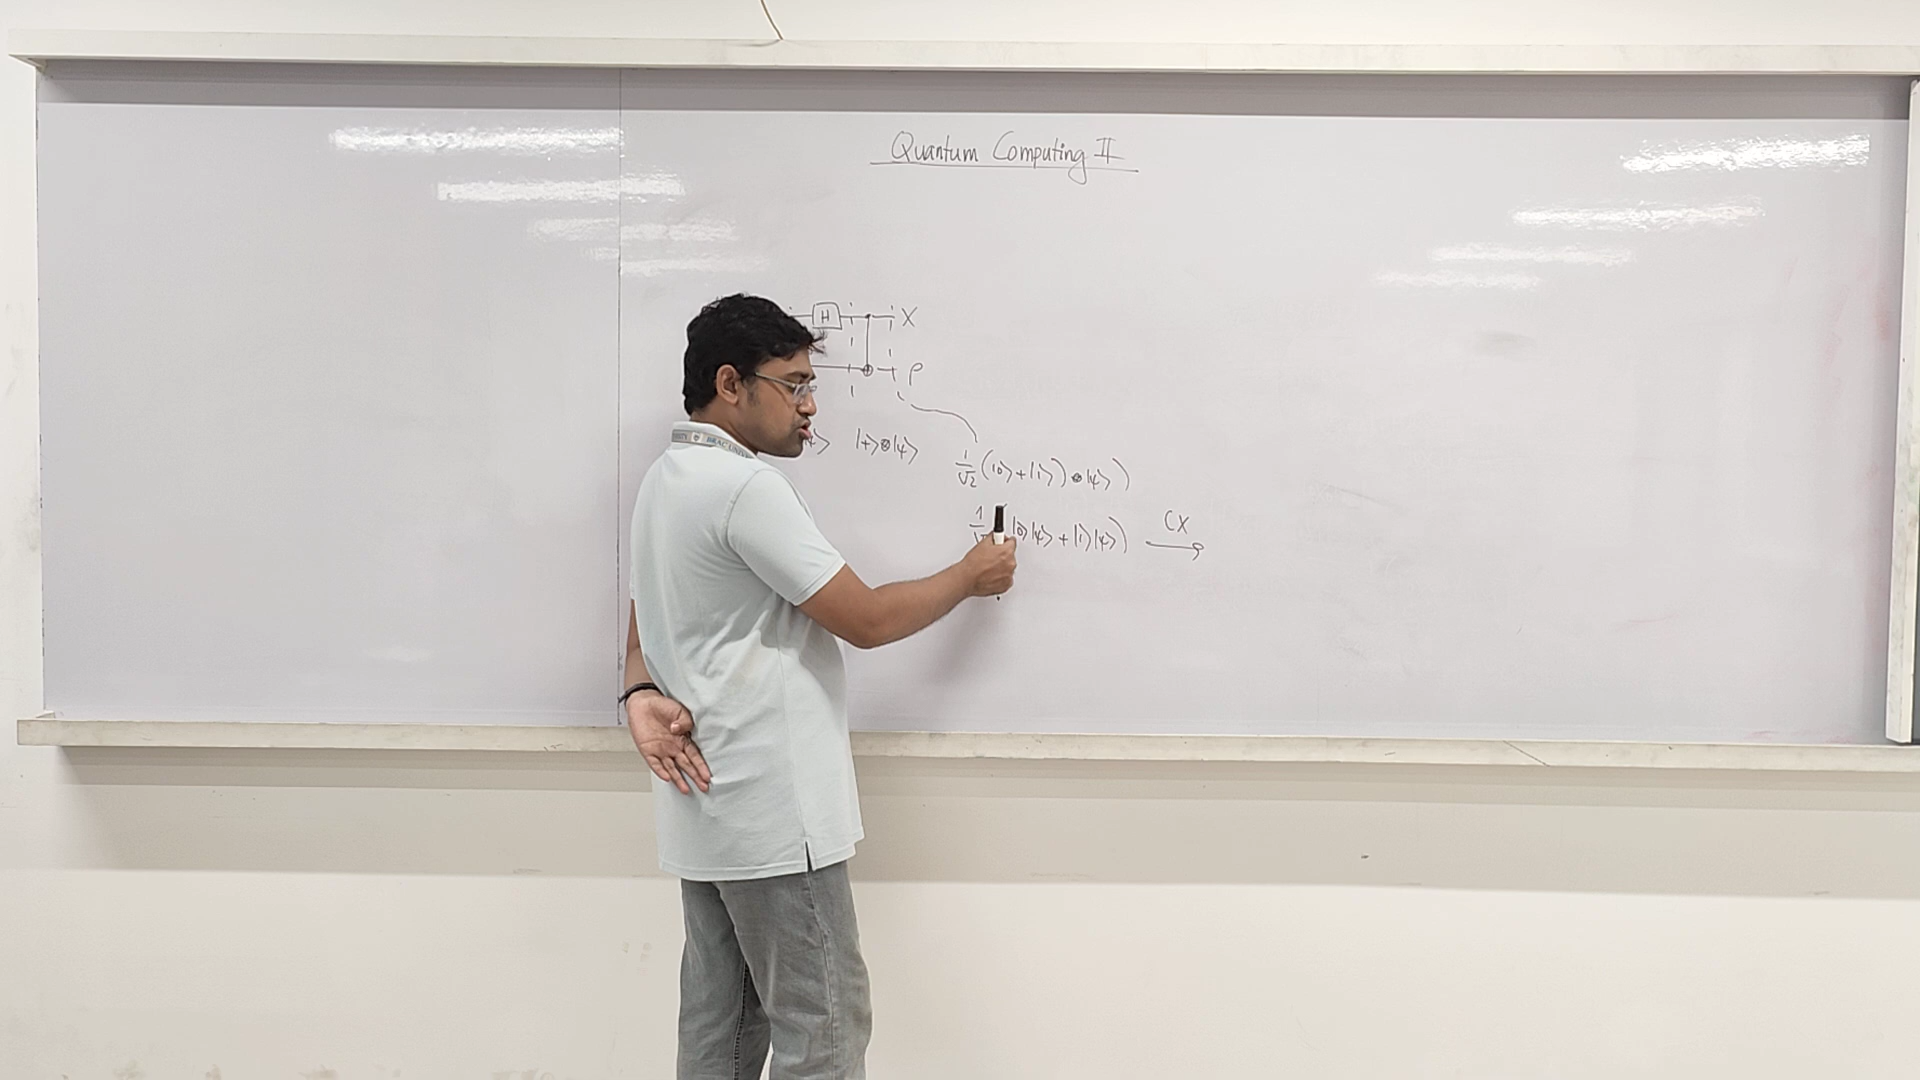 Quantum Computing II
H X
P
|+⟩⊗|ψ⟩
1/√2 (|0⟩+|1⟩)⊗|ψ⟩)
|0⟩|ψ⟩ + |1⟩|ψ⟩) CX